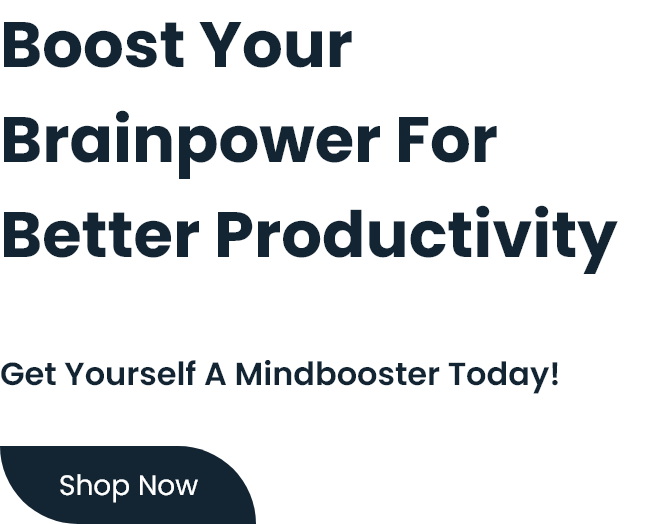 Boost Your
Brainpower For
Better Productivity
Get Yourself A Mindbooster Today!
Shop Now